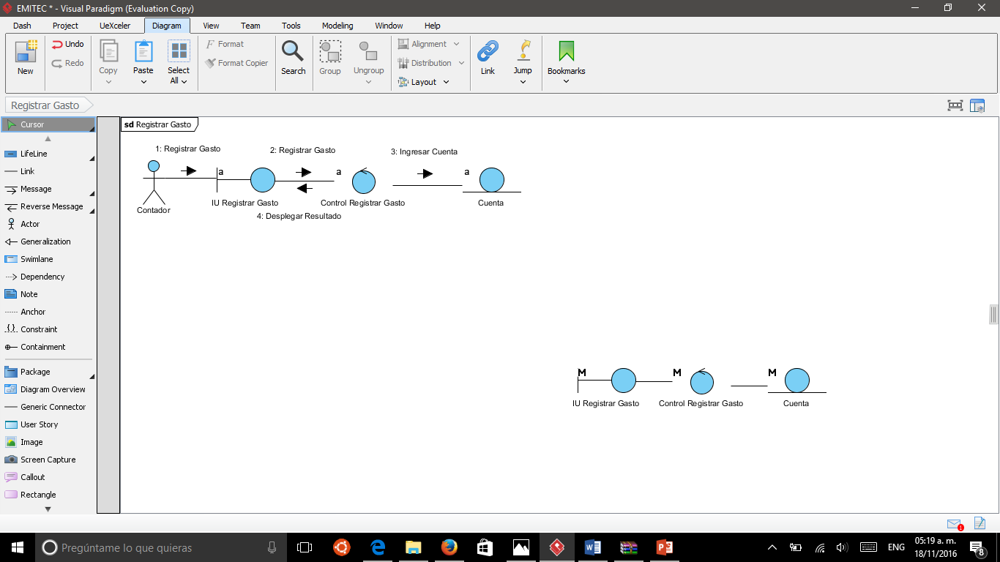 EMITEC * - Visual Paradigm (Evaluation Copy)
Dash Project UeXceler Diagram View Team Tools Modeling Window Help
New
Undo
Redo
Copy
Paste
Select All
Format
Format Copier
Search
Group
Ungroup
Alignment
Distribution
Layout
Link
Jump
Bookmarks
Registrar Gasto
Cursor
LifeLine
Link
Message
Reverse Message
Actor
Generalization
Swimlane
Dependency
Note
Anchor
Constraint
Containment
Package
Diagram Overview
Generic Connector
User Story
Image
Screen Capture
Callout
Rectangle
sd Registrar Gasto
1: Registrar Gasto
2: Registrar Gasto
3: Ingresar Cuenta
a
a
a
Contador
IU Registrar Gasto
Control Registrar Gasto
Cuenta
4: Desplegar Resultado
M
M
M
IU Registrar Gasto
Control Registrar Gasto
Cuenta
1
Pregúntame lo que quieras
ENG
05:19 a. m.
18/11/2016
8